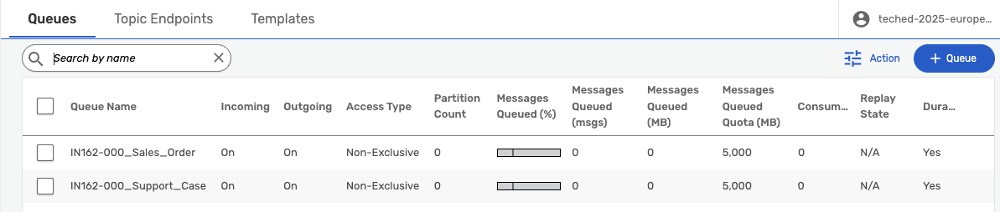 Queues Topic Endpoints Templates teched-2025-europe...
Search by name Action + Queue
Queue Name Incoming Outgoing Access Type Partition Count Messages Queued (%) Messages Queued (msgs) Messages Queued (MB) Messages Queued Quota (MB) Consum... Replay State Dura...
IN162-000_Sales_Order On On Non-Exclusive 0 0 0 5,000 0 N/A Yes
IN162-000_Support_Case On On Non-Exclusive 0 0 0 5,000 0 N/A Yes